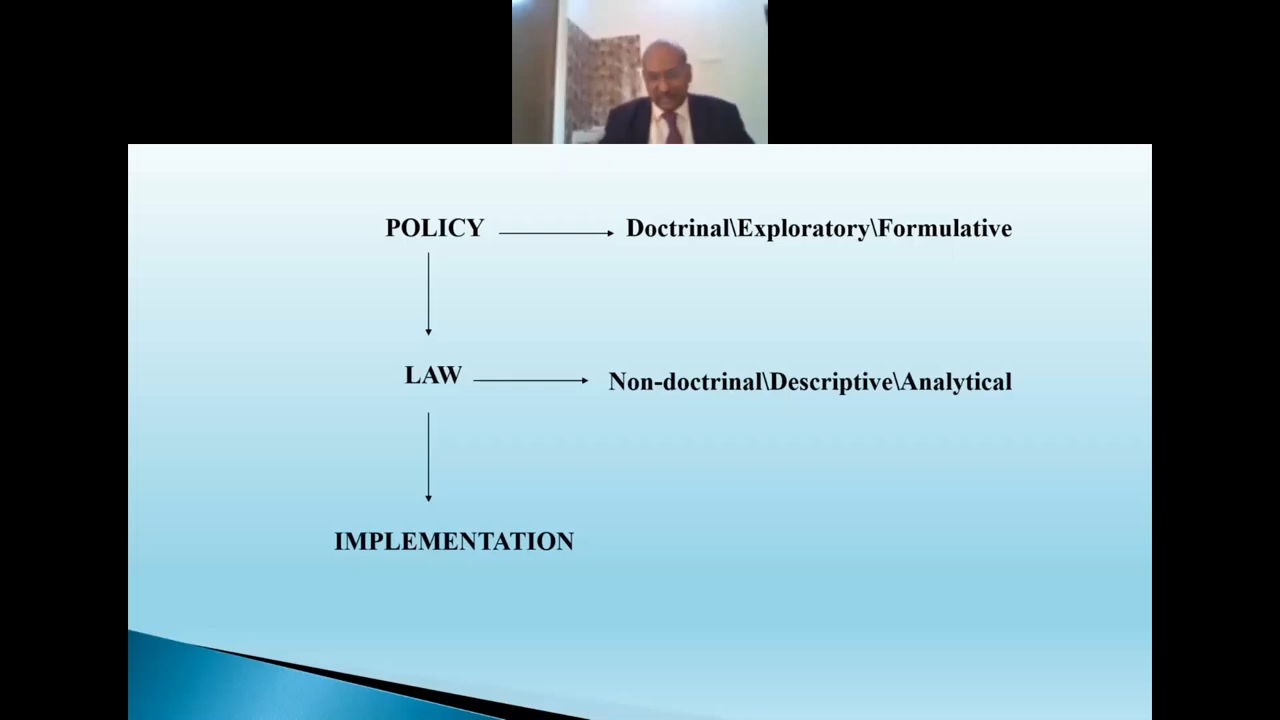 POLICY Doctrinal\Exploratory\Formulative
LAW Non-doctrinal\Descriptive\Analytical
IMPLEMENTATION